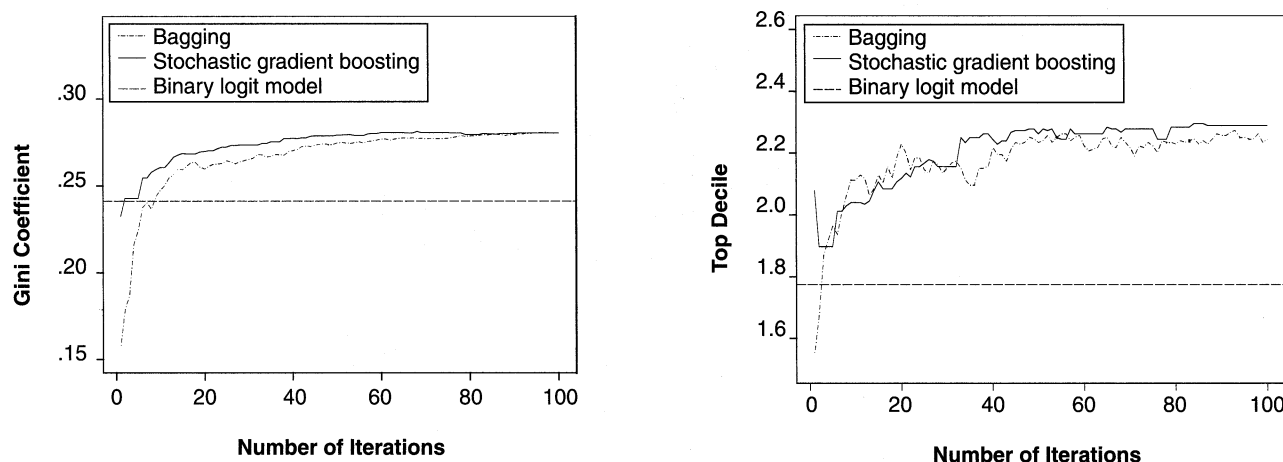 Bagging
Stochastic gradient boosting
Binary logit model
.30
.25
.20
.15
Gini Coefficient
0 20 40 60 80 100
Number of Iterations
2.6
Bagging
Stochastic gradient boosting
Binary logit model
2.4
2.2
2.0
1.8
1.6
Top Decile
0 20 40 60 80 100
Number of Iterations